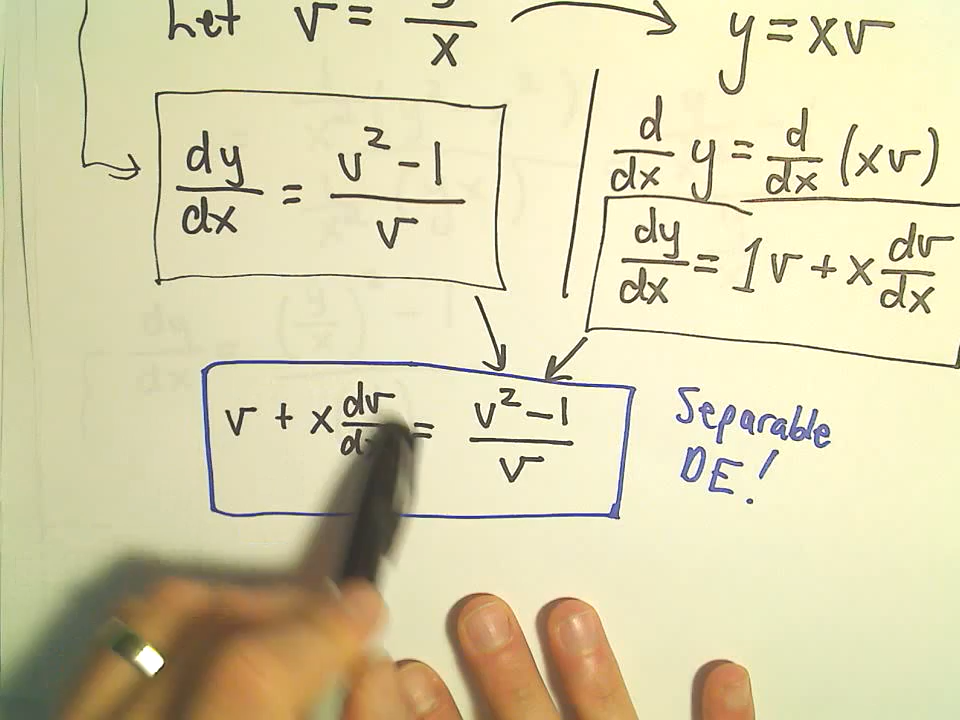 Let v = y/x → y = xv
dy/dx = (v² - 1)/v
d/dx y = d/dx (xv)
dy/dx = 1v + x dv/dx
v + x dv/dx = (v² - 1)/v
Separable
DE!